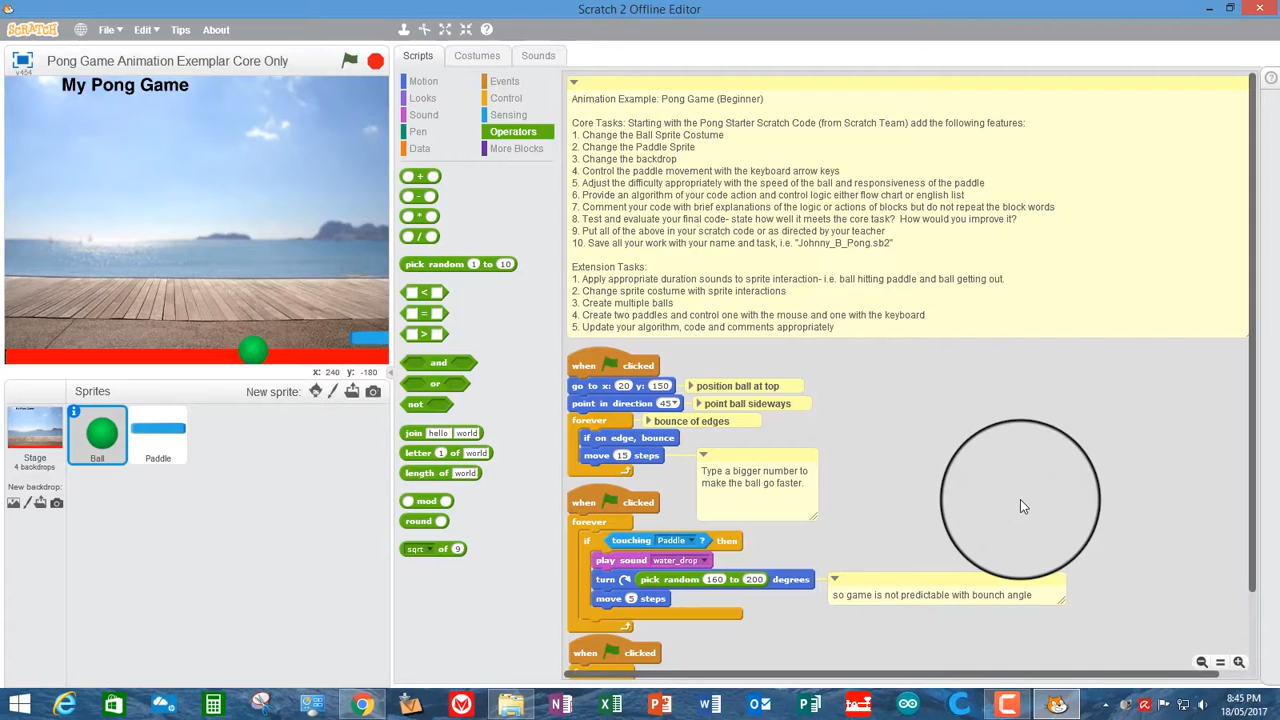 Scratch 2 Offline Editor
SCRATCH File Edit Tips About
v454
Pong Game Animation Exemplar Core Only
My Pong Game
x: 240 y: -180
Sprites New sprite:
Stage
4 backdrops
New backdrop:
Ball
Paddle
Scripts Costumes Sounds
Motion Events
Looks Control
Sound Sensing
Pen Operators
Data More Blocks
+
-
*
/
pick random 1 to 10
<
=
>
and
or
not
join hello world
letter 1 of world
length of world
mod
round
sqrt of 9
Animation Example: Pong Game (Beginner)
Core Tasks: Starting with the Pong Starter Scratch Code (from Scratch Team) add the following features:
1. Change the Ball Sprite Costume
2. Change the Paddle Sprite
3. Change the backdrop
4. Control the paddle movement with the keyboard arrow keys
5. Adjust the difficulty appropriately with the speed of the ball and responsiveness of the paddle
6. Provide an algorithm of your code action and control logic either flow chart or english list
7. Comment your code with brief explanations of the logic or actions of blocks but do not repeat the block words
8. Test and evaluate your final code- state how well it meets the core task? How would you improve it?
9. Put all of the above in your scratch code or as directed by your teacher
10. Save all your work with your name and task, i.e. "Johnny_B_Pong.sb2"
Extension Tasks:
1. Apply appropriate duration sounds to sprite interaction- i.e. ball hitting paddle and ball getting out.
2. Change sprite costume with sprite interactions
3. Create multiple balls
4. Create two paddles and control one with the mouse and one with the keyboard
5. Update your algorithm, code and comments appropriately
when clicked
go to x: 20 y: 150 position ball at top
point in direction 45 point ball sideways
forever bounce of edges
if on edge, bounce
move 15 steps
Type a bigger number to
make the ball go faster.
when clicked
forever
if touching Paddle ? then
play sound water_drop
turn pick random 160 to 200 degrees
move 5 steps
so game is not predictable with bounch angle
when clicked
8:45 PM
18/05/2017